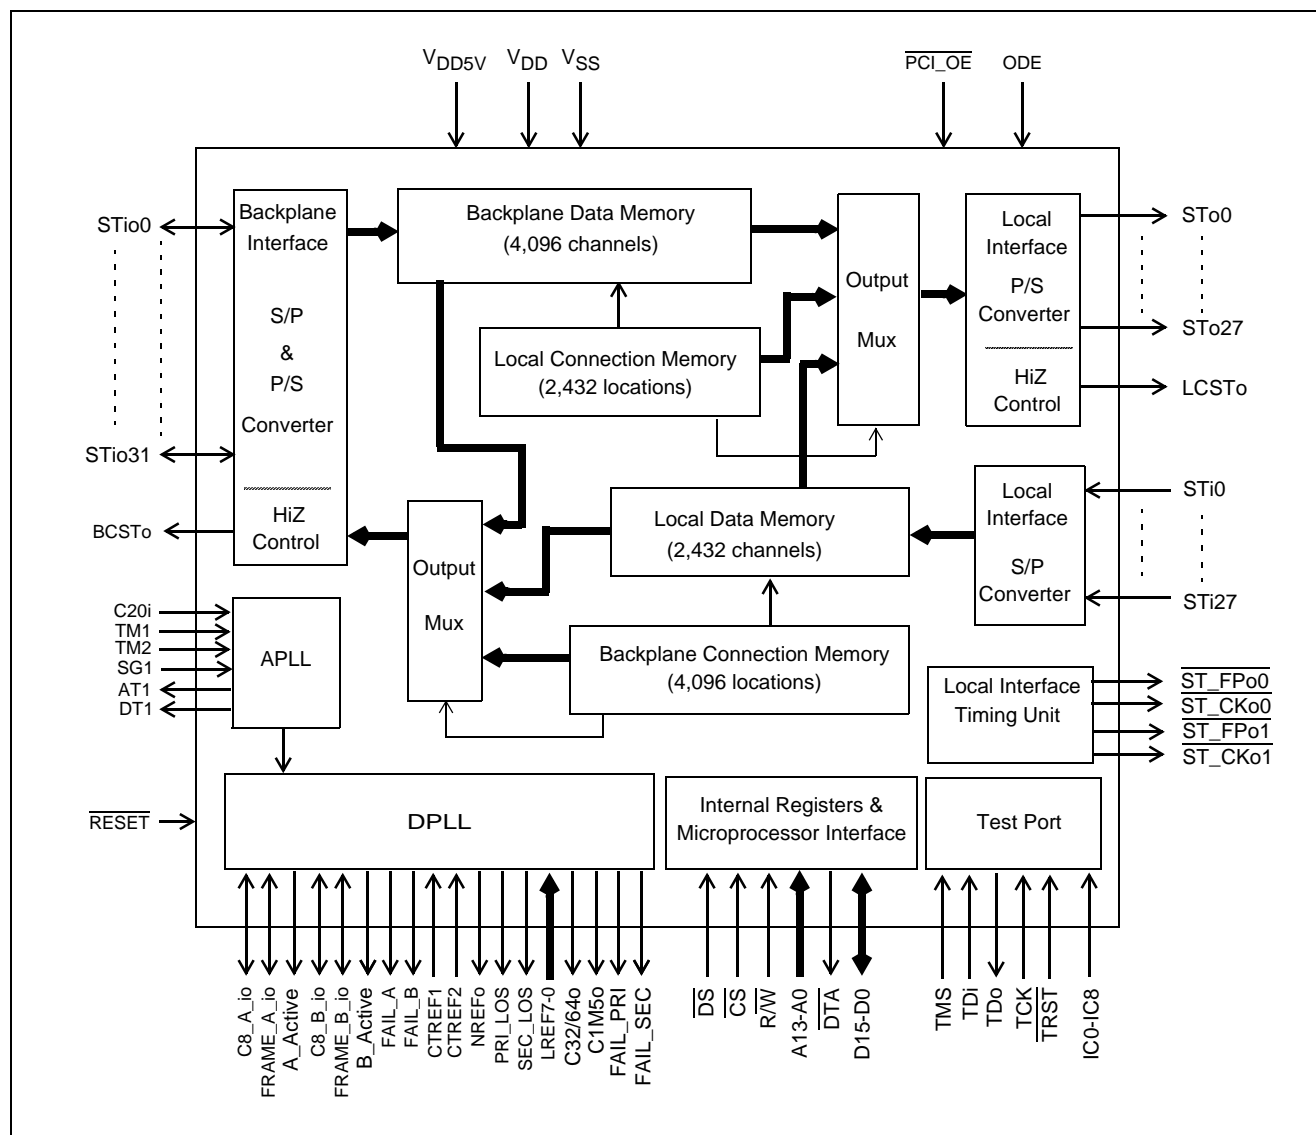 VDD5V VDD VSS PCI_OE ODE
Backplane
Interface
S/P
&
P/S
Converter
HiZ
Control
Backplane Data Memory
(4,096 channels)
Local Connection Memory
(2,432 locations)
Output
Mux
Local
Interface
P/S
Converter
HiZ
Control
STio0
STio31
BCSTo
STo0
STo27
LCSTo
Local Data Memory
(2,432 channels)
Local
Interface
S/P
Converter
STi0
STi27
Output
Mux
Backplane Connection Memory
(4,096 locations)
C20i
TM1
TM2
SG1
AT1
DT1
APLL
Local Interface
Timing Unit
ST_FPo0
ST_CKo0
ST_FPo1
ST_CKo1
RESET
DPLL
Internal Registers &
Microprocessor Interface
Test Port
C8_A_io
FRAME_A_io
A_Active
C8_B_io
FRAME_B_io
B_Active
FAIL_A
FAIL_B
CTREF1
CTREF2
NREFo
PRI_LOS
SEC_LOS
LREF7-0
C32/64o
C1M5o
FAIL_PRI
FAIL_SEC
DS
CS
R/W
A13-A0
DTA
D15-D0
TMS
TDi
TDo
TCK
TRST
IC0-IC8